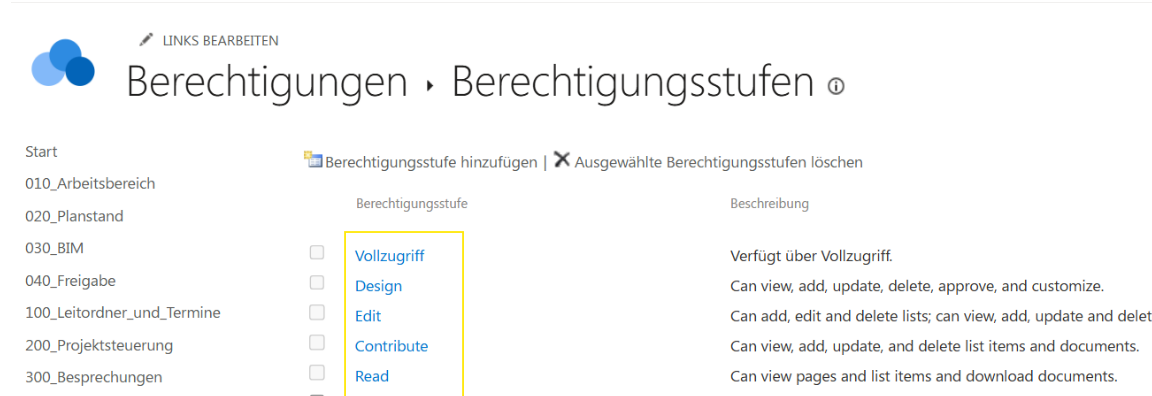 LINKS BEARBEITEN
Berechtigungen ▸ Berechtigungsstufen
Start
010_Arbeitsbereich
020_Planstand
030_BIM
040_Freigabe
100_Leitordner_und_Termine
200_Projektsteuerung
300_Besprechungen
Berechtigungsstufe hinzufügen | Ausgewählte Berechtigungsstufen löschen
Berechtigungsstufe Beschreibung
Vollzugriff Verfügt über Vollzugriff.
Design Can view, add, update, delete, approve, and customize.
Edit Can add, edit and delete lists; can view, add, update and delet
Contribute Can view, add, update, and delete list items and documents.
Read Can view pages and list items and download documents.